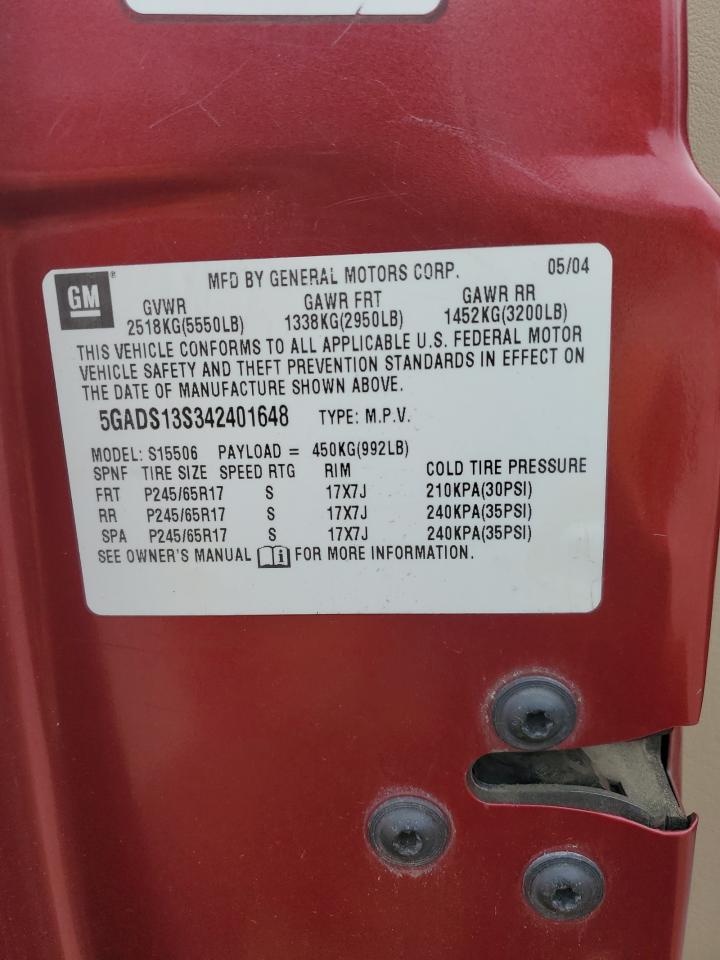 GM®
MFD BY GENERAL MOTORS CORP. 05/04
GVWR GAWR FRT GAWR RR
2518KG(5550LB) 1338KG(2950LB) 1452KG(3200LB)
THIS VEHICLE CONFORMS TO ALL APPLICABLE U.S. FEDERAL MOTOR
VEHICLE SAFETY AND THEFT PREVENTION STANDARDS IN EFFECT ON
THE DATE OF MANUFACTURE SHOWN ABOVE.
5GADS13S342401648 TYPE: M.P.V.
MODEL: S15506 PAYLOAD = 450KG(992LB)
SPNF TIRE SIZE SPEED RTG RIM COLD TIRE PRESSURE
FRT P245/65R17 S 17X7J 210KPA(30PSI)
RR P245/65R17 S 17X7J 240KPA(35PSI)
SPA P245/65R17 S 17X7J 240KPA(35PSI)
SEE OWNER'S MANUAL FOR MORE INFORMATION.